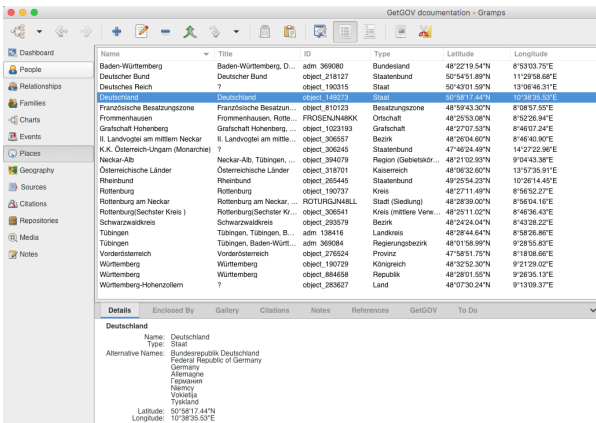 GetGOV dcoumentation - Gramps
Dashboard
People
Relationships
Families
Charts
Events
Places
Geography
Sources
Citations
Repositories
Media
Notes
Name Title ID Type Latitude Longitude
Baden-Württemberg Baden-Württemberg, D... adm_369080 Bundesland 48°22'19.54"N 8°53'03.75"E
Deutscher Bund Deutscher Bund object_218127 Staatenbund 50°54'51.89"N 11°29'58.68"E
Deutsches Reich ? object_190315 Staat 50°43'01.59"N 13°06'46.31"E
Deutschland Deutschland object_149273 Staat 50°58'17.44"N 10°38'35.53"E
Französische Besatzungszone Französische Besatzun... object_810123 Besatzungszone 48°59'43.30"N 8°08'57.55"E
Frommenhausen Frommenhausen, Rotte... FROSENJN48KK Ortschaft 48°25'53.08"N 8°52'26.94"E
Grafschaft Hohenberg Grafschaft Hohenberg, ... object_1023193 Grafschaft 48°27'07.53"N 8°46'07.24"E
II. Landvogtei am mittlern Neckar II. Landvogtei am mittle... object_306557 Bezirk 48°26'04.60"N 8°46'40.90"E
K.K. Österreich-Ungarn (Monarchie) ? object_306245 Staatenbund 47°46'24.49"N 14°27'22.96"E
Neckar-Alb Neckar-Alb, Tübingen, ... object_394079 Region (Gebietskör... 48°21'02.93"N 9°04'43.38"E
Österreichische Länder Österreichische Länder object_318701 Kaiserreich 48°06'32.60"N 13°57'35.91"E
Rheinbund Rheinbund object_265445 Staatenbund 49°25'54.23"N 10°26'14.45"E
Rottenburg Rottenburg object_190737 Kreis 48°27'11.49"N 8°56'52.27"E
Rottenburg am Neckar Rottenburg am Neckar, ... ROTURGJN48LL Stadt (Siedlung) 48°28'39.00"N 8°56'04.16"E
Rottenburg(Sechster Kreis ) Rottenburg(Sechster Kr... object_306541 Kreis (mittlere Verw... 48°25'11.02"N 8°46'36.43"E
Schwarzwaldkreis Schwarzwaldkreis object_293579 Bezirk 48°24'24.04"N 8°43'28.22"E
Tübingen Tübingen, Tübingen, B... adm_138416 Landkreis 48°28'44.64"N 8°58'26.86"E
Tübingen Tübingen, Baden-Württ... adm_369084 Regierungsbezirk 48°01'58.99"N 9°28'55.83"E
Vorderösterreich Vorderösterreich object_276524 Provinz 47°58'51.75"N 8°18'08.66"E
Württemberg Württemberg object_190729 Königreich 48°32'52.30"N 9°21'29.02"E
Württemberg Württemberg object_884658 Republik 48°28'01.55"N 9°26'35.13"E
Württemberg-Hohenzollern ? object_283627 Land 48°07'30.24"N 9°13'09.37"E
Details Enclosed By Gallery Citations Notes References GetGOV To Do
Deutschland
Name: Deutschland
Type: Staat
Alternative Names: Bundesrepublik Deutschland
Federal Republic of Germany
Germany
Allemagne
Германия
Niemcy
Vokietija
Tyskland
Latitude: 50°58'17.44"N
Longitude: 10°38'35.53"E